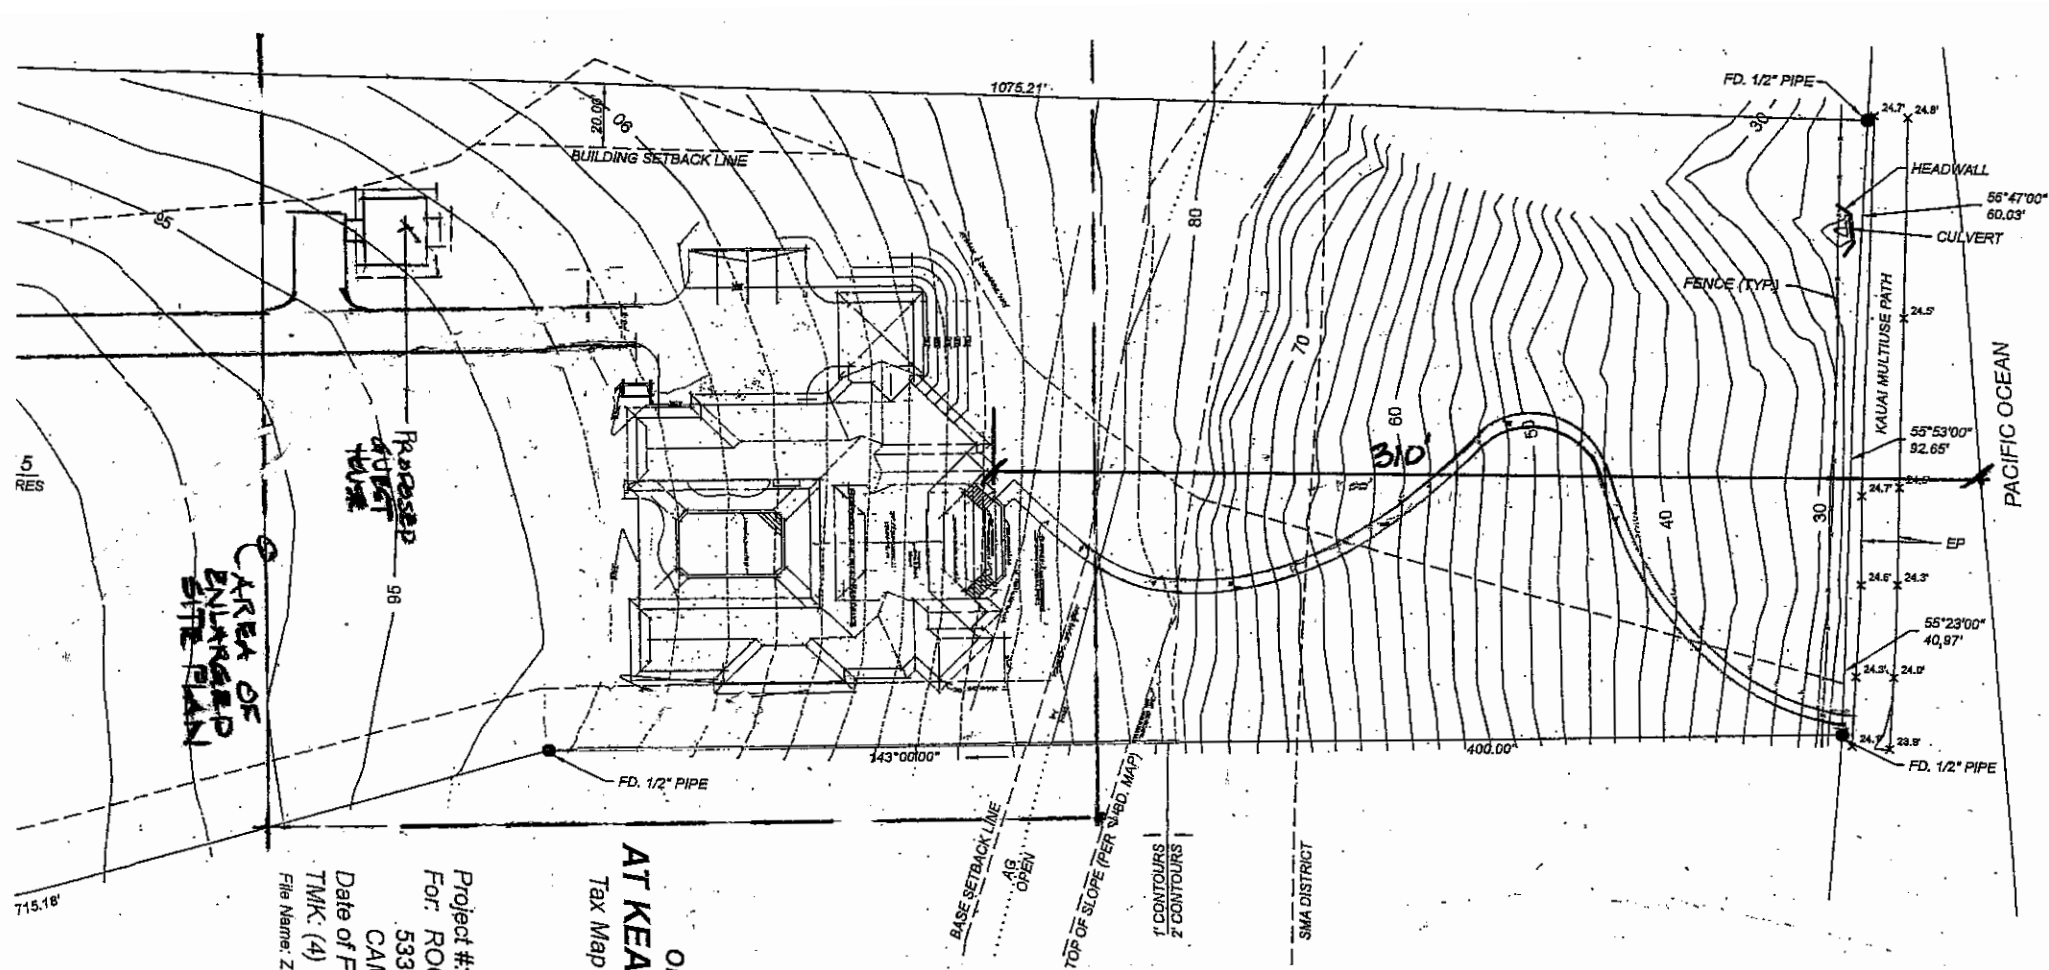 1075.21'
FD. 1/2" PIPE
24.7'
24.8'
20.00'
90
30
BUILDING SETBACK LINE
HEADWALL
55°47'00"
60.03'
CULVERT
95
80
FENCE (TYP.)
KAUAI MULTIUSE PATH
24.5'
70
PACIFIC OCEAN
60
50
55°53'00"
92.65'
310'
5
RES
PROPOSED
GUEST
HOUSE
24.7'
40
30
EP
AREA OF
ENLARGED
SITE PLAN
95
24.6'
24.3'
55°23'00"
40.97'
24.3'
24.0'
143°00'00"
400.00'
23.9'
FD. 1/2" PIPE
FD. 1/2" PIPE
BASE SETBACK LINE
AG
OPEN
TOP OF SLOPE (PER SUBD. MAP)
1' CONTOURS
2' CONTOURS
SMA DISTRICT
715.18'
AT KEA
Tax Map
Project #:
For: RO
533
CA
Date of F
TMK: (4)
File Name: Z